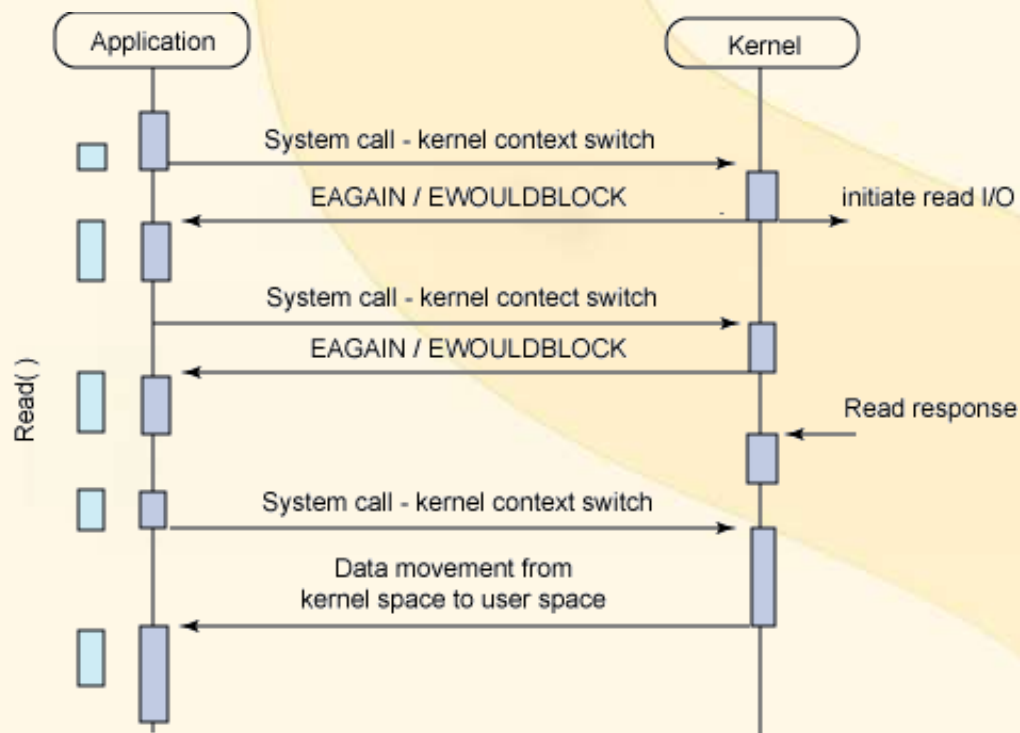 Application
Kernel
System call - kernel context switch
EAGAIN / EWOULDBLOCK
initiate read I/O
System call - kernel contect switch
EAGAIN / EWOULDBLOCK
Read( )
Read response
System call - kernel context switch
Data movement from
kernel space to user space